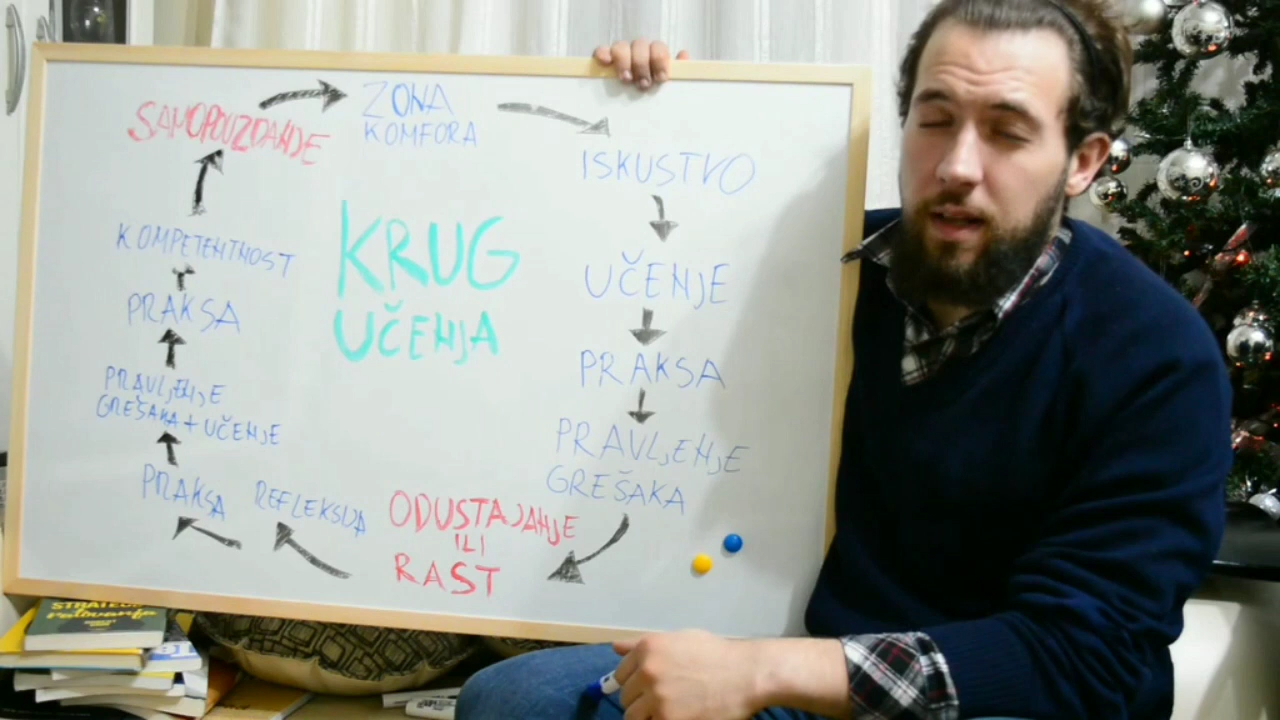 SAMOPOUZDANJE
ZONA
KOMFORA
ISKUSTVO
UČENJE
PRAKSA
PRAVLJENJE
GREŠAKA
ODUSTAJANJE
ILI
RAST
REFLEKSIJA
PRAKSA
PRAVLJENJE
GREŠAKA + UČENJE
PRAKSA
KOMPETENTNOST
KRUG
UČENJA